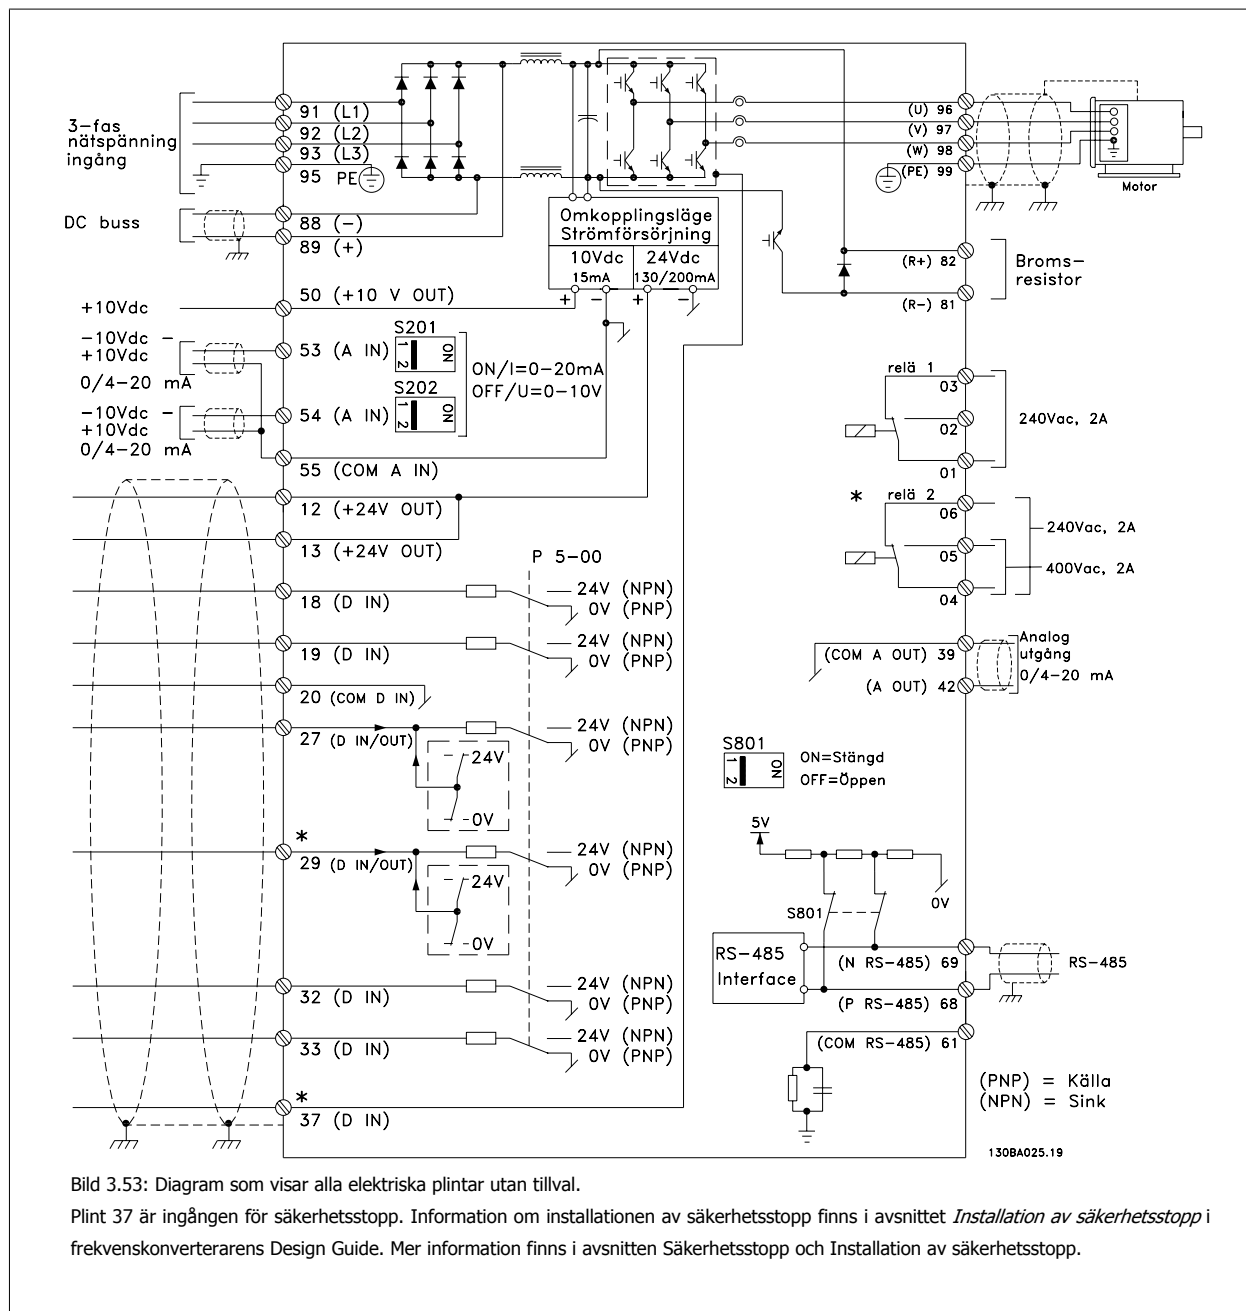 3-fas
nätspänning
ingång
91 (L1)
92 (L2)
93 (L3)
95 PE
DC buss
88 (-)
89 (+)
+10Vdc
50 (+10 V OUT)
-10Vdc -
+10Vdc
0/4-20 mA
53 (A IN)
S201
1 2
ON
ON/I=0-20mA
OFF/U=0-10V
S202
1 2
ON
-10Vdc -
+10Vdc
0/4-20 mA
54 (A IN)
55 (COM A IN)
12 (+24V OUT)
13 (+24V OUT)
P 5-00
18 (D IN)
24V (NPN)
0V (PNP)
19 (D IN)
24V (NPN)
0V (PNP)
20 (COM D IN)
27 (D IN/OUT)
24V (NPN)
0V (PNP)
24V
0V
*
29 (D IN/OUT)
24V (NPN)
0V (PNP)
24V
0V
32 (D IN)
24V (NPN)
0V (PNP)
33 (D IN)
24V (NPN)
0V (PNP)
*
37 (D IN)
Omkopplingsläge
Strömförsörjning
10Vdc
15mA
24Vdc
130/200mA
+ - + -
(U) 96
(V) 97
(W) 98
(PE) 99
Motor
(R+) 82
(R-) 81
Broms-
resistor
relä 1
03
02
01
240Vac, 2A
*
relä 2
06
05
04
240Vac, 2A
400Vac, 2A
(COM A OUT) 39
(A OUT) 42
Analog
utgång
0/4-20 mA
S801
1 2
ON
ON=Stängd
OFF=Öppen
5V
S801
0V
RS-485
Interface
(N RS-485) 69
(P RS-485) 68
RS-485
(COM RS-485) 61
(PNP) = Källa
(NPN) = Sink
130BA025.19
Bild 3.53: Diagram som visar alla elektriska plintar utan tillval.
Plint 37 är ingången för säkerhetsstopp. Information om installationen av säkerhetsstopp finns i avsnittet Installation av säkerhetsstopp i
frekvenskonverterarens Design Guide. Mer information finns i avsnitten Säkerhetsstopp och Installation av säkerhetsstopp.